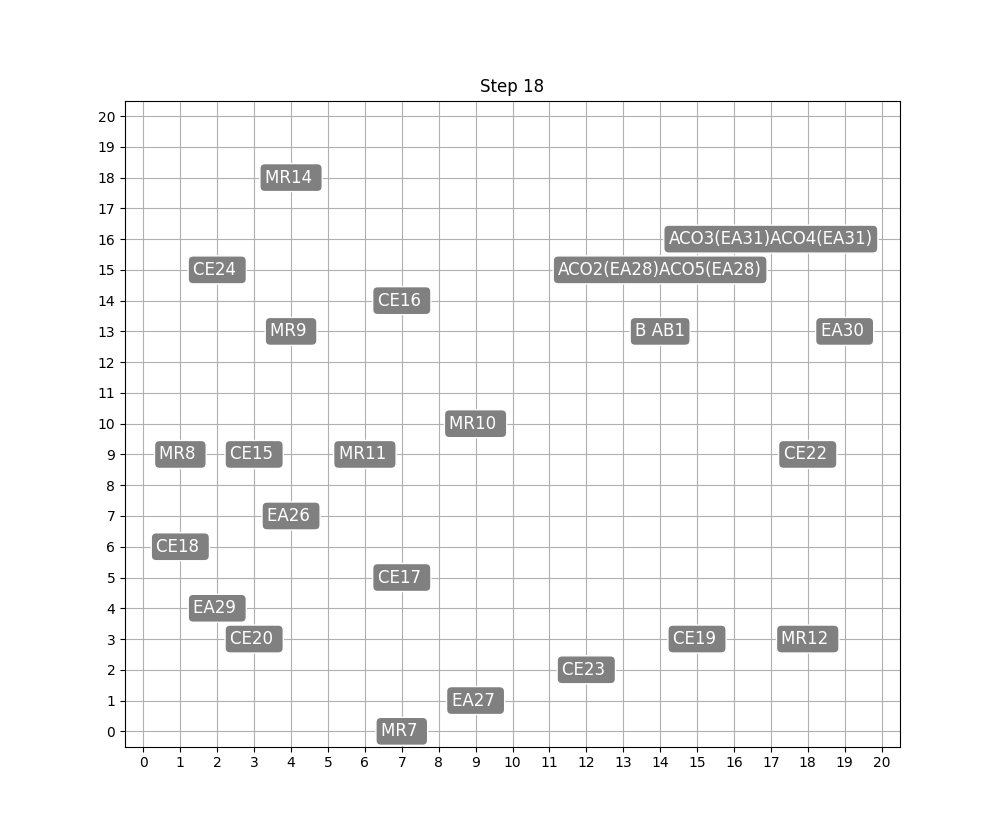 Step 18
20
19
18 MR14
17
16 ACO3(EA31)ACO4(EA31)
15 CE24 ACO2(EA28)ACO5(EA28)
14 CE16
13 MR9 B AB1 EA30
12
11
10 MR10
9 MR8 CE15 MR11 CE22
8
7 EA26
6 CE18
5 CE17
4 EA29
3 CE20 CE19 MR12
2 CE23
1 EA27
0 MR7
0 1 2 3 4 5 6 7 8 9 10 11 12 13 14 15 16 17 18 19 20